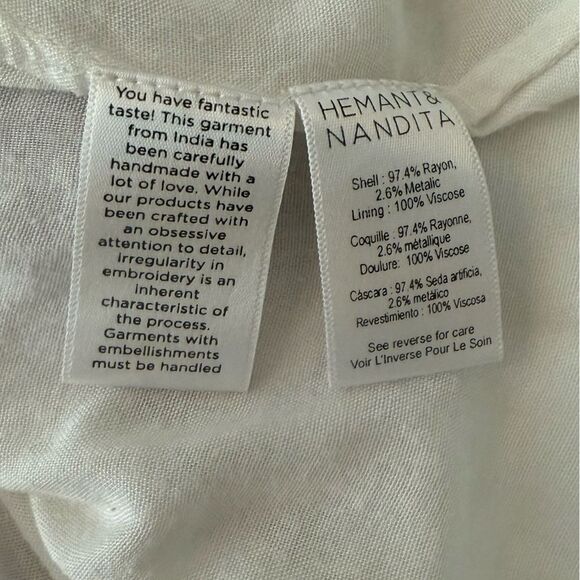 You have fantastic
taste! This garment
from India has
been carefully
handmade with a
lot of love. While
our products have
been crafted with
an obsessive
attention to detail,
irregularity in
embroidery is an
inherent
characteristic of
the process.
Garments with
embellishments
must be handled
HEMANT &
NANDITA
Shell : 97.4% Rayon,
2.6% Metalic
Lining : 100% Viscose
Coquille : 97.4% Rayonne,
2.6% métallique
Doulure: 100% Viscose
Càscara : 97.4% Seda artificia,
2.6% metálico
Revestimiento : 100% Viscosa
See reverse for care
Voir L'Inverse Pour Le Soin